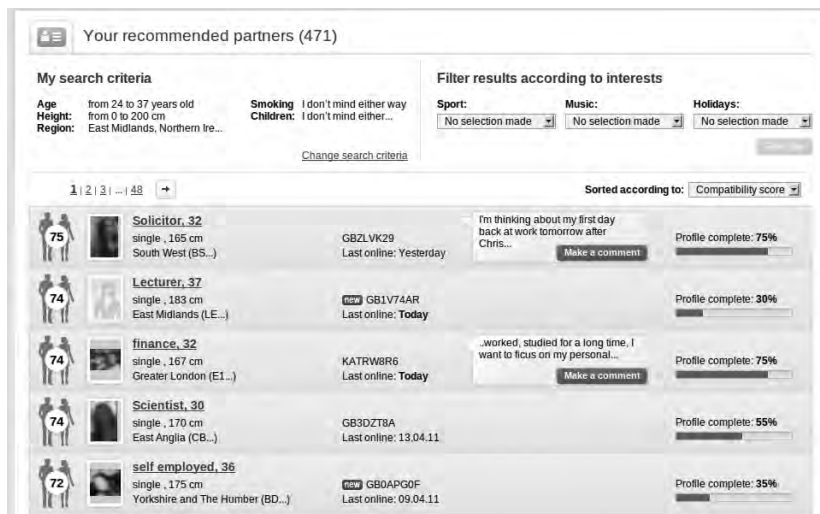 Your recommended partners (471)
My search criteria
Age from 24 to 37 years old
Height: from 0 to 200 cm
Region: East Midlands, Northern Ire...
Smoking I don't mind either way
Children: I don't mind either...
Change search criteria
Filter results according to interests
Sport: Music: Holidays:
No selection made No selection made No selection made
1 | 2 | 3 | ... | 48
Sorted according to: Compatibility score
75
Solicitor, 32
single , 165 cm
South West (BS...)
GBZLVK29
Last online: Yesterday
I'm thinking about my first day
back at work tomorrow after
Chris...
Make a comment
Profile complete: 75%
74
Lecturer, 37
single , 183 cm
East Midlands (LE...)
new GB1V74AR
Last online: Today
Profile complete: 30%
74
finance, 32
single , 167 cm
Greater London (E1...)
KATRW8R6
Last online: Today
..worked, studied for a long time, I
want to ficus on my personal...
Make a comment
Profile complete: 75%
74
Scientist, 30
single , 170 cm
East Anglia (CB...)
GB3DZT8A
Last online: 13.04.11
Profile complete: 55%
72
self employed, 36
single , 175 cm
Yorkshire and The Humber (BD...)
new GB0APG0F
Last online: 09.04.11
Profile complete: 35%